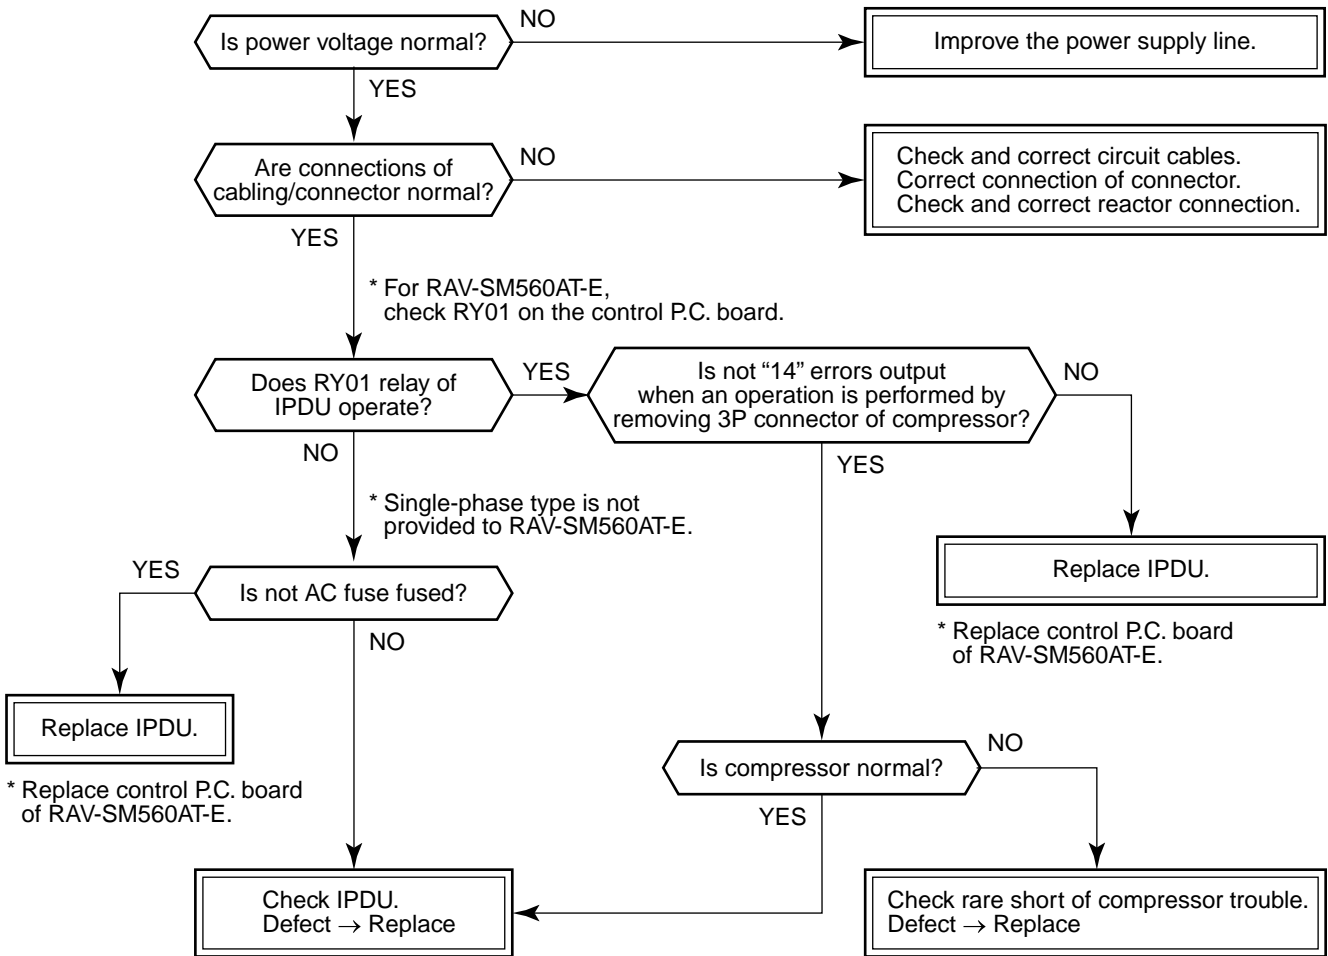 Is power voltage normal?
NO
Improve the power supply line.
YES
Are connections of
cabling/connector normal?
NO
Check and correct circuit cables.
Correct connection of connector.
Check and correct reactor connection.
YES
* For RAV-SM560AT-E,
check RY01 on the control P.C. board.
Does RY01 relay of
IPDU operate?
YES
Is not “14” errors output
when an operation is performed by
removing 3P connector of compressor?
NO
NO
YES
* Single-phase type is not
provided to RAV-SM560AT-E.
Replace IPDU.
* Replace control P.C. board
of RAV-SM560AT-E.
YES
Is not AC fuse fused?
NO
Replace IPDU.
* Replace control P.C. board
of RAV-SM560AT-E.
Is compressor normal?
NO
YES
Check IPDU.
Defect → Replace
Check rare short of compressor trouble.
Defect → Replace